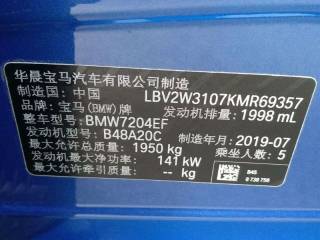 华晨宝马汽车有限公司制造
制造国：中国 LBV2W3107KMR69357
品牌：宝马(BMW)牌 发动机排量：1998 mL
整车型号：BMW7204EF
发动机型号：B48A20C 制造年月：2019-07
最大允许总质量：1950 kg 乘坐人数：5
发动机最大净功率：141 kW
最大允许牵引质量：-- kg